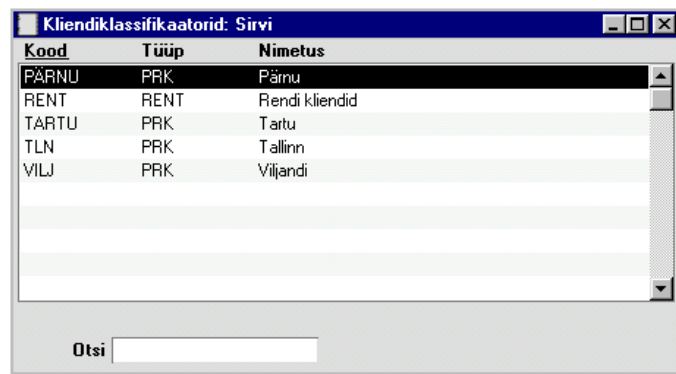 Kliendiklassifikaatorid: Sirvi
Kood Tüüp Nimetus
PÄRNU PRK Pärnu
RENT RENT Rendi kliendid
TARTU PRK Tartu
TLN PRK Tallinn
VILJ PRK Viljandi
Otsi